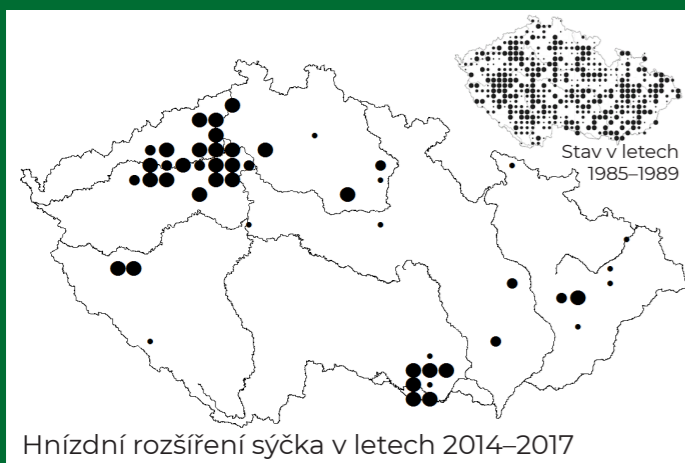 Stav v letech
1985–1989
Hnízdní rozšíření sýčka v letech 2014–2017